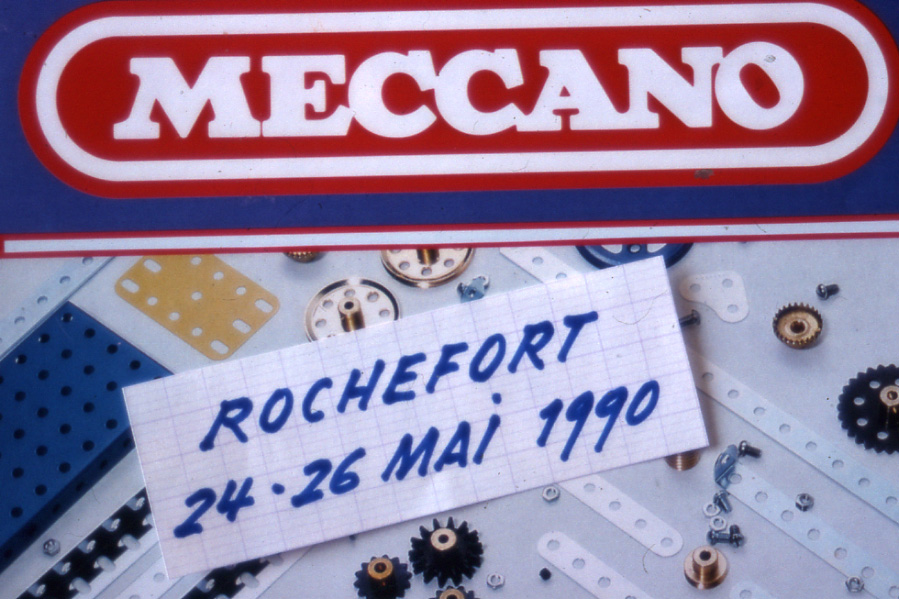 MECCANO
ROCHEFORT
24-26 MAi 1990